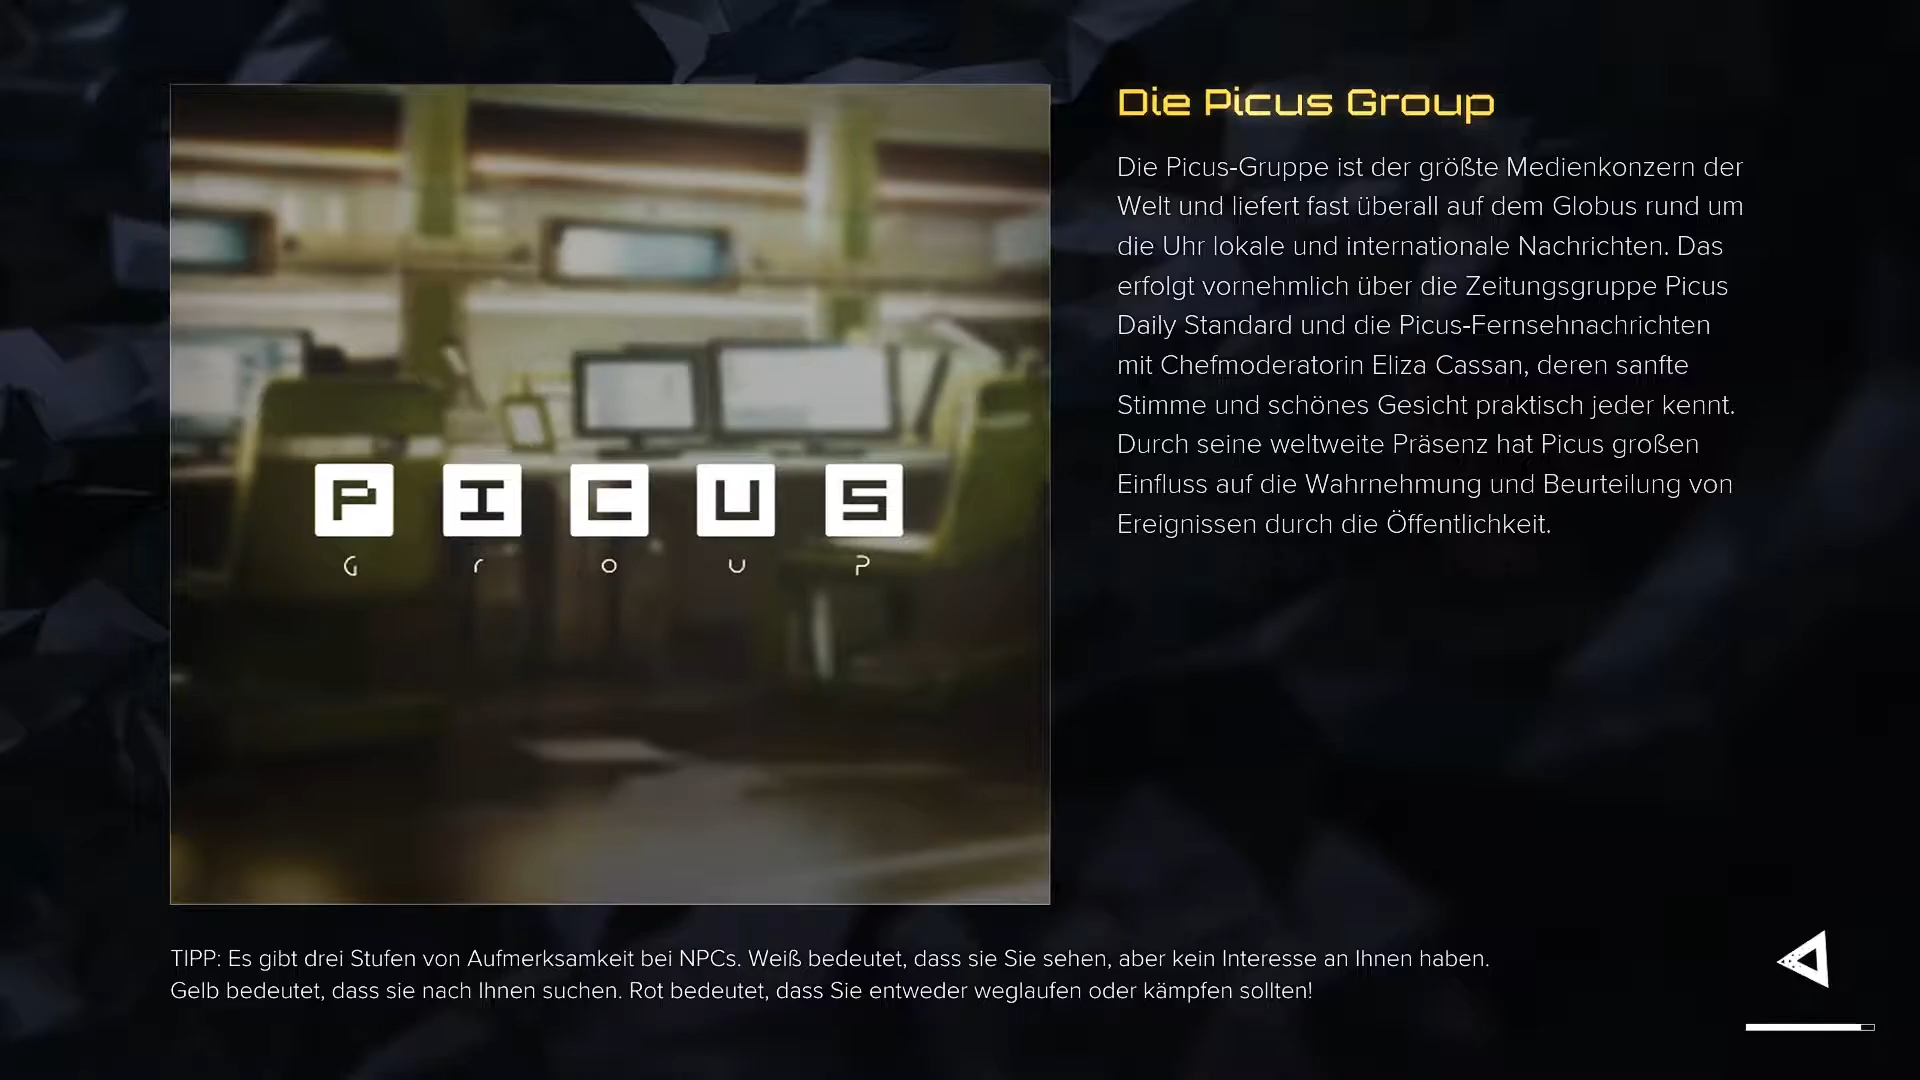 Die Picus Group
Die Picus-Gruppe ist der größte Medienkonzern der
Welt und liefert fast überall auf dem Globus rund um
die Uhr lokale und internationale Nachrichten. Das
erfolgt vornehmlich über die Zeitungsgruppe Picus
Daily Standard und die Picus-Fernsehnachrichten
mit Chefmoderatorin Eliza Cassan, deren sanfte
Stimme und schönes Gesicht praktisch jeder kennt.
Durch seine weltweite Präsenz hat Picus großen
Einfluss auf die Wahrnehmung und Beurteilung von
Ereignissen durch die Öffentlichkeit.
PICUS
GrouP
TIPP: Es gibt drei Stufen von Aufmerksamkeit bei NPCs. Weiß bedeutet, dass sie Sie sehen, aber kein Interesse an Ihnen haben.
Gelb bedeutet, dass sie nach Ihnen suchen. Rot bedeutet, dass Sie entweder weglaufen oder kämpfen sollten!